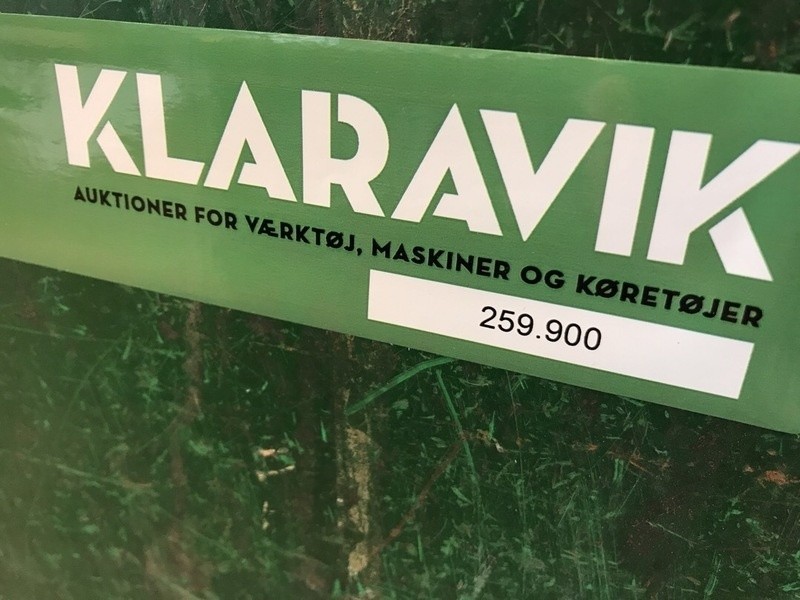 KLARAVIK
AUKTIONER FOR VÆRKTØJ, MASKINER OG KØRETØJER
259.900